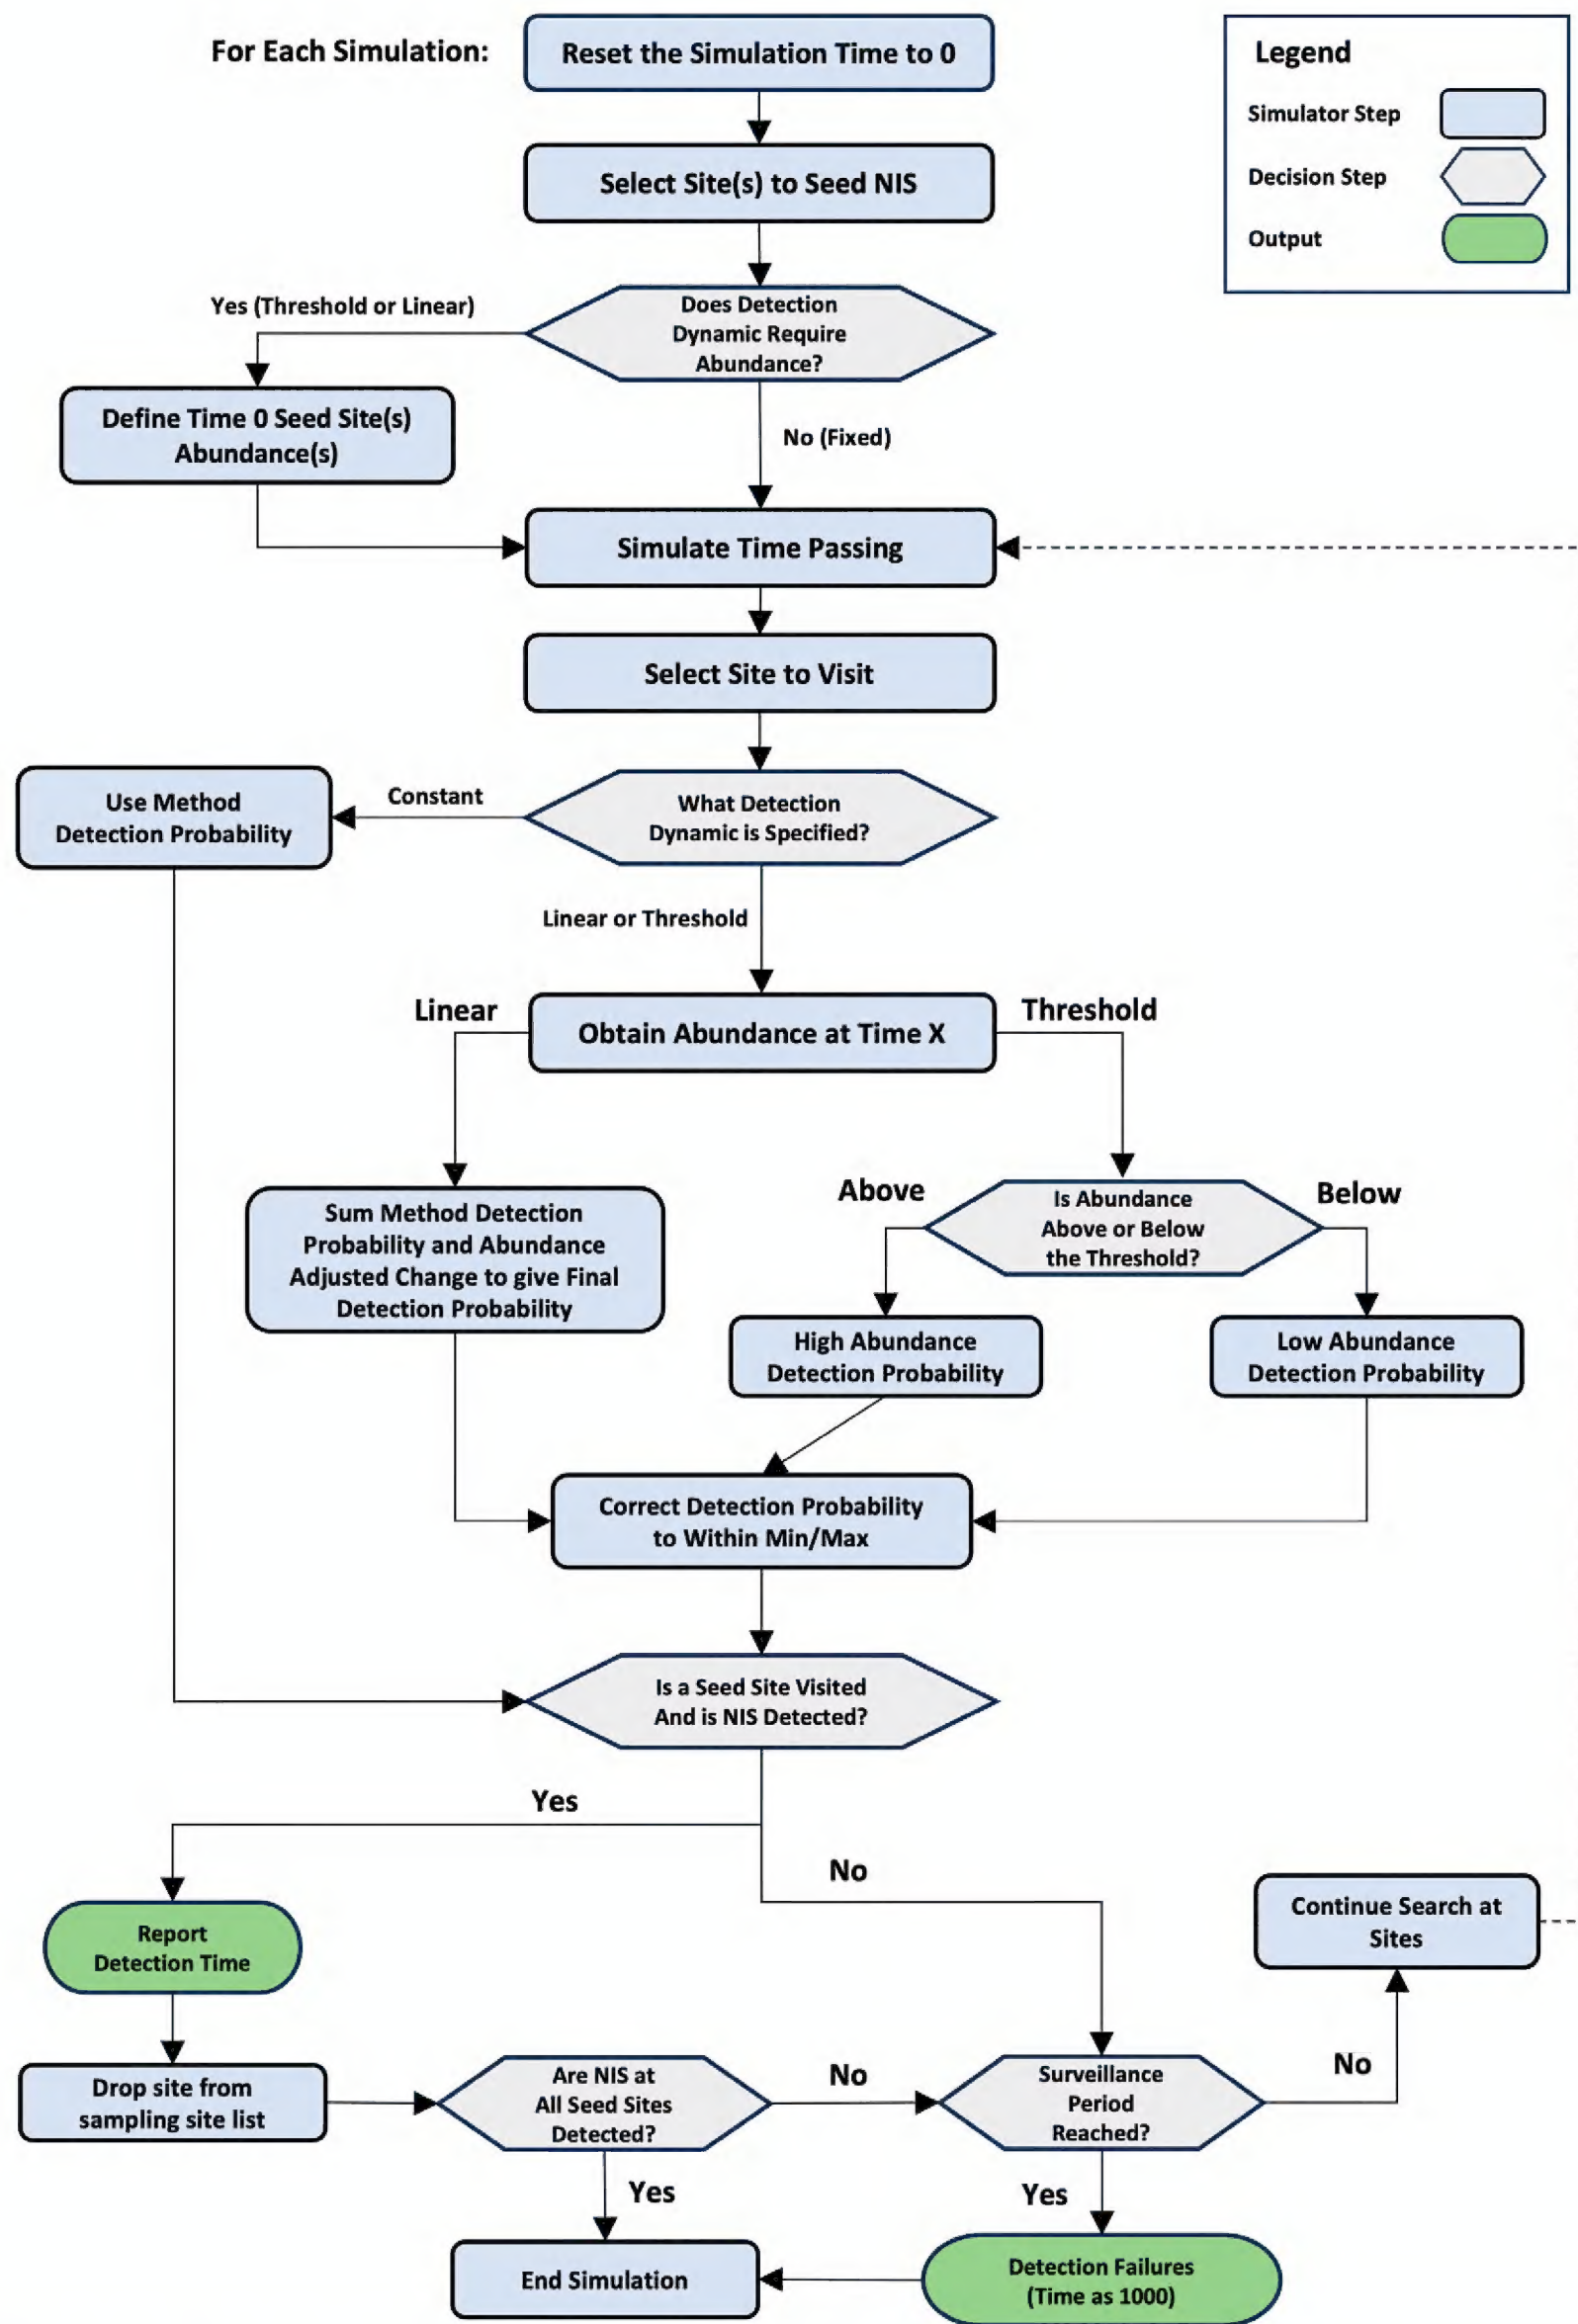 For Each Simulation:
Reset the Simulation Time to 0
Legend
Simulator Step
Decision Step
Output
Select Site(s) to Seed NIS
Yes (Threshold or Linear)
Does Detection
Dynamic Require
Abundance?
Define Time 0 Seed Site(s)
Abundance(s)
No (Fixed)
Simulate Time Passing
Select Site to Visit
Use Method
Detection Probability
Constant
What Detection
Dynamic is Specified?
Linear or Threshold
Linear
Obtain Abundance at Time X
Threshold
Sum Method Detection
Probability and Abundance
Adjusted Change to give Final
Detection Probability
Above
Is Abundance
Above or Below
the Threshold?
Below
High Abundance
Detection Probability
Low Abundance
Detection Probability
Correct Detection Probability
to Within Min/Max
Is a Seed Site Visited
And is NIS Detected?
Yes
No
Report
Detection Time
Continue Search at
Sites
Drop site from
sampling site list
Are NIS at
All Seed Sites
Detected?
No
Surveillance
Period
Reached?
No
Yes
Yes
End Simulation
Detection Failures
(Time as 1000)